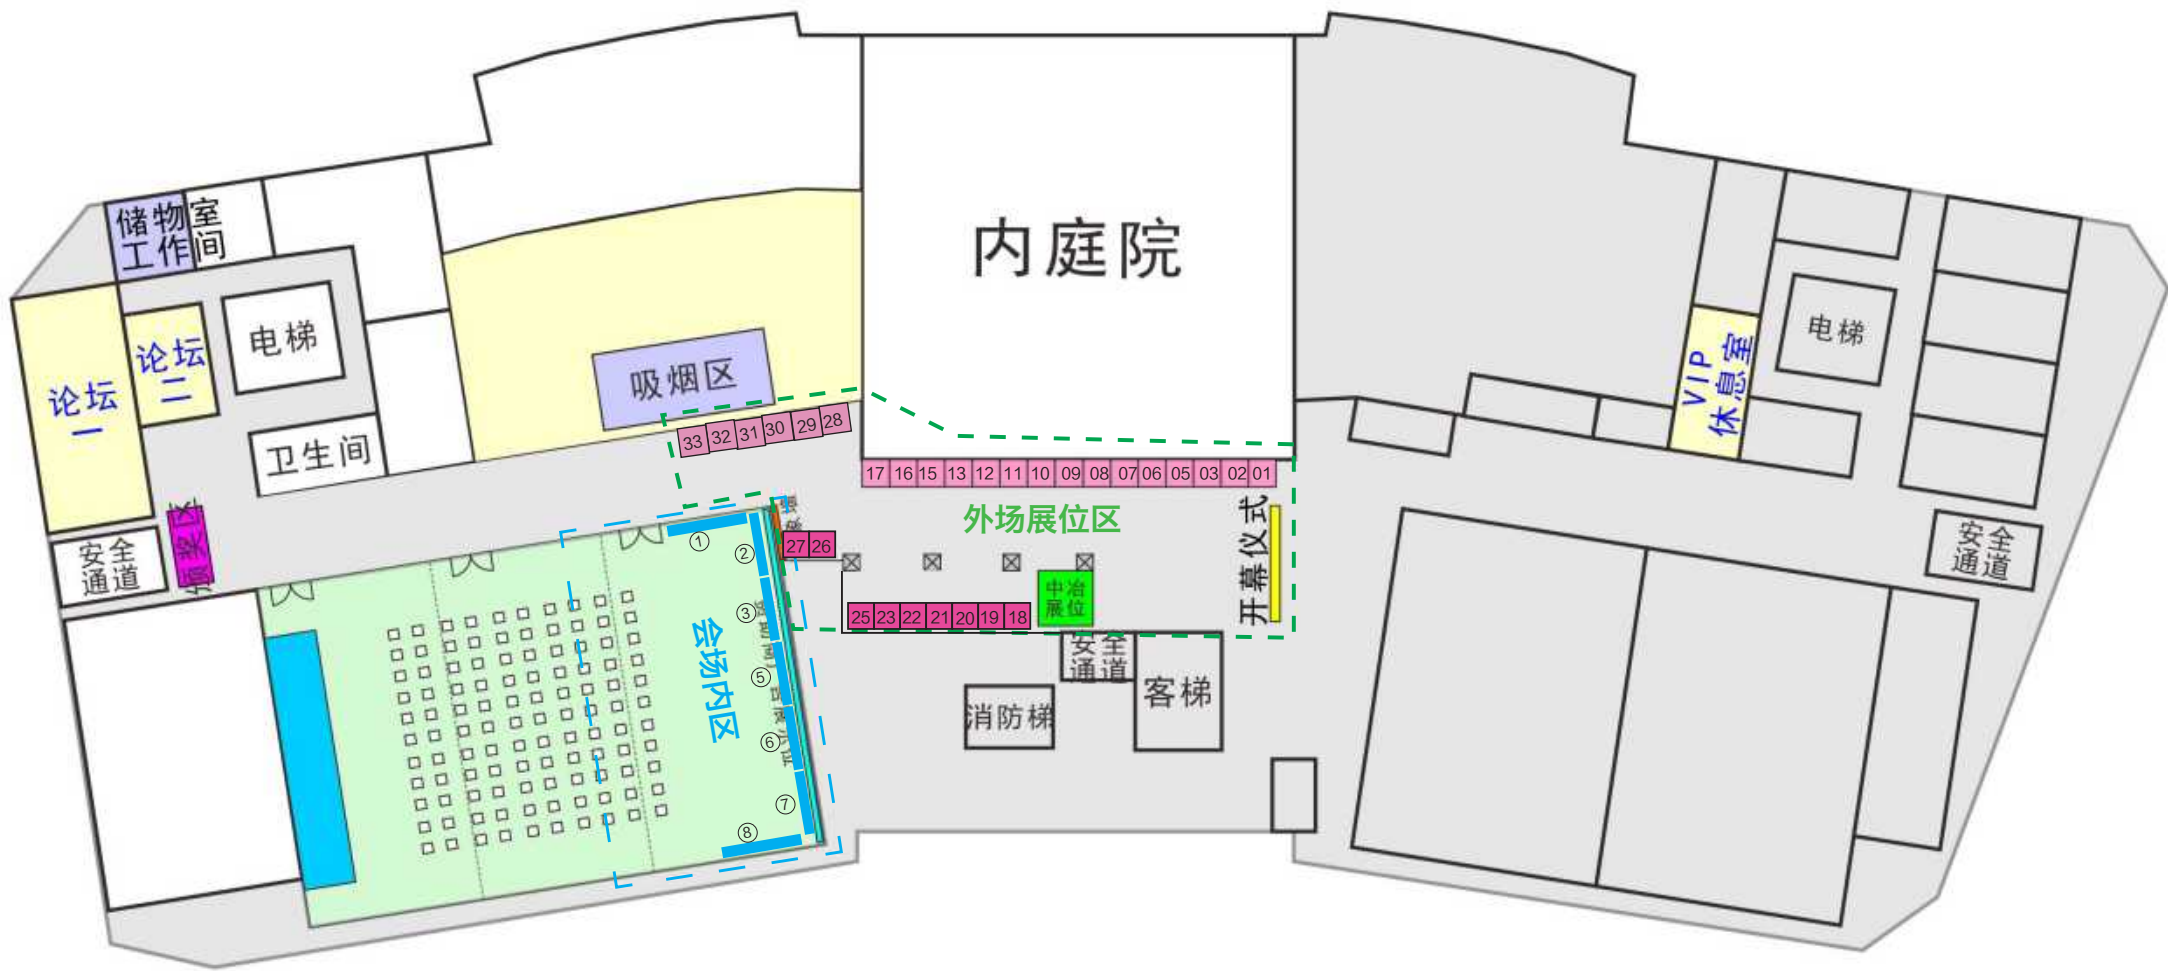 内庭院
储物室
工作间
电梯
论坛
二
论坛
一
卫生间
吸烟区
安全
通道
颁奖区
33 32 31 30 29 28
17 16 15 13 12 11 10 09 08 07 06 05 03 02 01
外场展位区
27 26
25 23 22 21 20 19 18
中冶
展位
开幕仪式
会场内区
①
②
③
⑤
⑥
⑦
⑧
安全
通道
客梯
消防梯
VIP
休息室
电梯
安全
通道